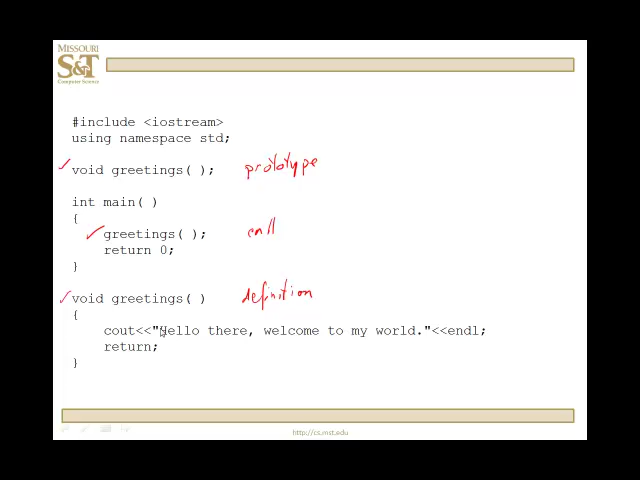 MISSOURI
S&T
Computer Science
#include <iostream>
using namespace std;
void greetings( ); prototype
int main( )
{
greetings( ); call
return 0;
}
void greetings( ) definition
{
cout<<"Hello there, welcome to my world."<<endl;
return;
}
http://cs.mst.edu